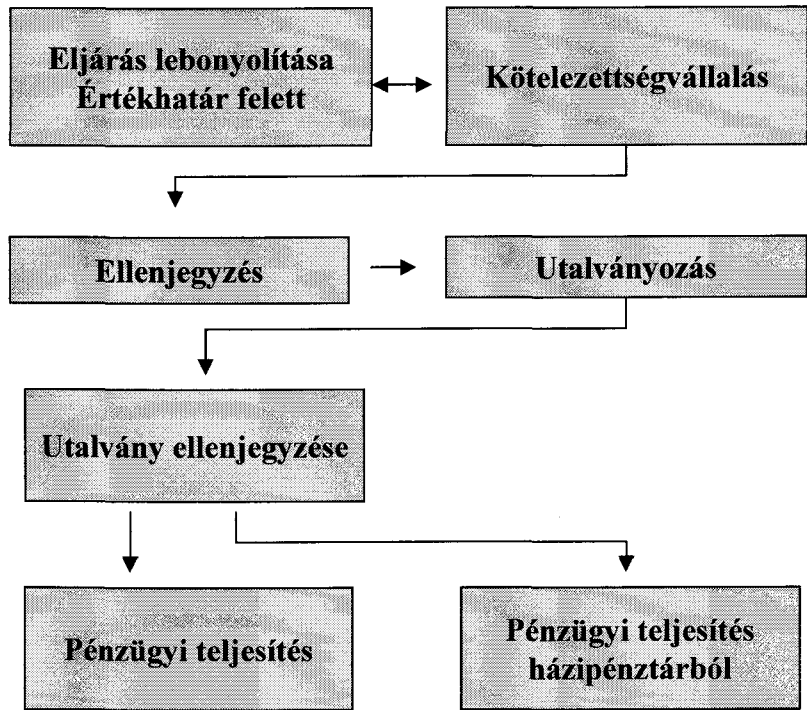 Eljárás lebonyolítása
Értékhatár felett
Kötelezettségvállalás
Ellenjegyzés
Utalványozás
Utalvány ellenjegyzése
Pénzügyi teljesítés
Pénzügyi teljesítés
házipénztárból